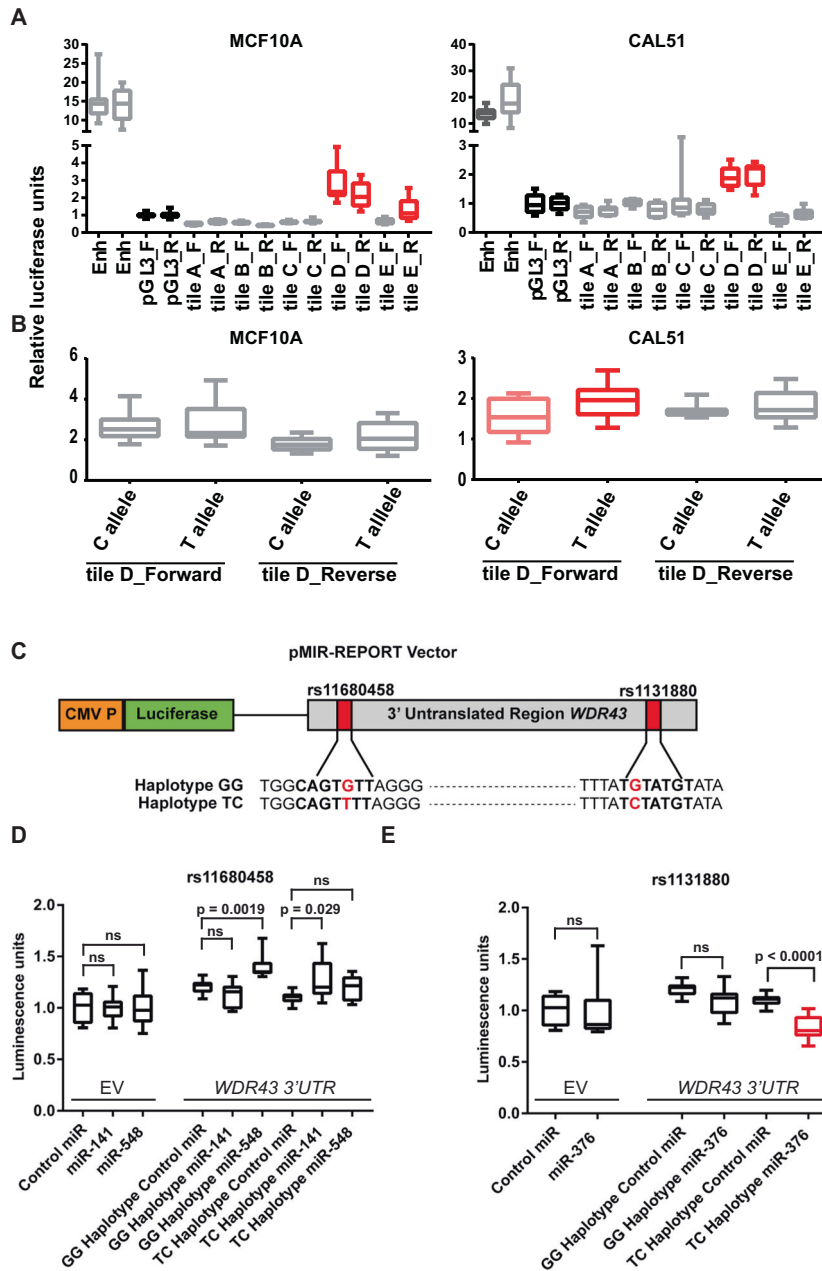 A
MCF10A
CAL51
Relative luciferase units
30
25
20
15
10
5
4
3
2
1
0
Enh
Enh
pGL3_F
pGL3_R
tile A_F
tile A_R
tile B_F
tile B_R
tile C_F
tile C_R
tile D_F
tile D_R
tile E_F
tile E_R
40
30
20
10
3
2
1
0
Enh
Enh
pGL3_F
pGL3_R
tile A_F
tile A_R
tile B_F
tile B_R
tile C_F
tile C_R
tile D_F
tile D_R
tile E_F
tile E_R
B
MCF10A
CAL51
6
4
2
0
C allele
T alllele
C allele
T allele
tile D_Forward
tile D_Reverse
3
2
1
0
C allele
T allele
C allele
T allele
tile D_Forward
tile D_Reverse
C
pMIR-REPORT Vector
rs11680458
rs1131880
CMV P
Luciferase
3' Untranslated Region WDR43
Haplotype GG TGGCAGTGTTAGGG TTTATGTATGTATA
Haplotype TC TGGCAGTTTTAGGG TTTATCTATGTATA
D
rs11680458
Luminescence units
2.0
1.5
1.0
0.5
0.0
ns
ns
p = 0.0019
ns
ns
p = 0.029
EV
WDR43 3'UTR
Control miR
miR-141
miR-548
GG Haplotype Control miR
GG Haplotype miR-141
GG Haplotype miR-548
TC Haplotype Control miR
TC Haplotype miR-141
TC Haplotype miR-548
E
rs1131880
Luminescence units
2.0
1.5
1.0
0.5
0.0
ns
ns
p < 0.0001
EV
WDR43 3'UTR
Control miR
miR-376
GG Haplotype Control miR
GG Haplotype miR-376
TC Haplotype Control miR
TC Haplotype miR-376